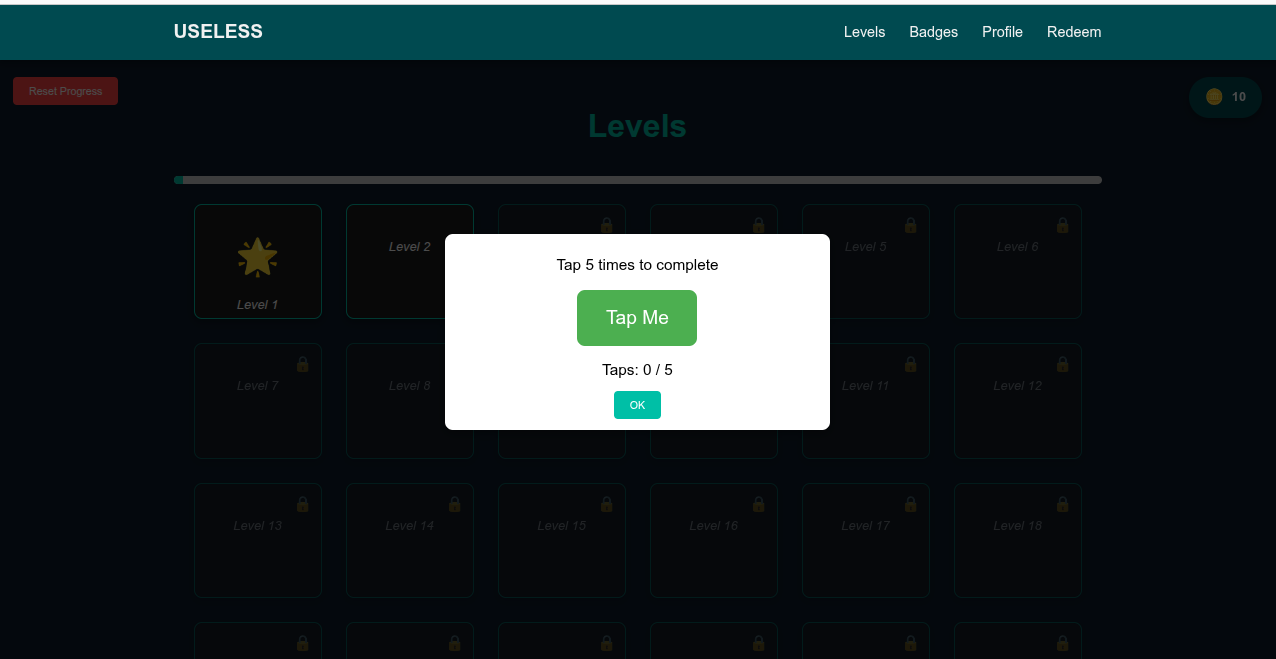 USELESS
Levels Badges Profile Redeem
Reset Progress
10
Levels
Level 1
Level 2
Level 5
Level 6
Tap 5 times to complete
Tap Me
Taps: 0 / 5
OK
Level 7
Level 8
Level 11
Level 12
Level 13
Level 14
Level 15
Level 16
Level 17
Level 18